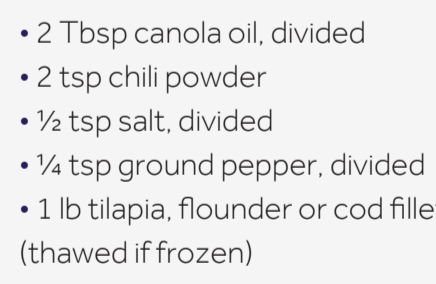 • 2 Tbsp canola oil, divided
• 2 tsp chili powder
• ½ tsp salt, divided
• ¼ tsp ground pepper, divided
• 1 lb tilapia, flounder or cod fille
(thawed if frozen)